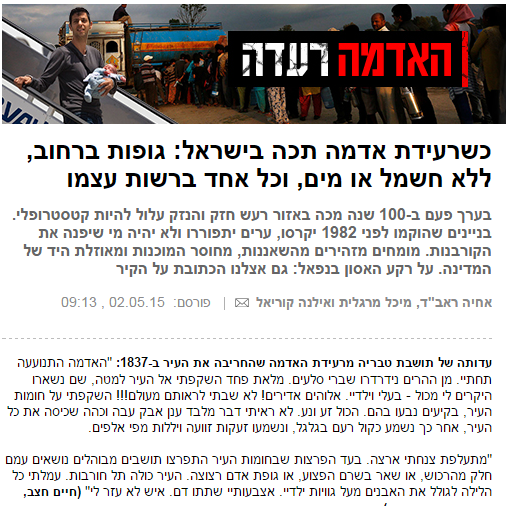 האדמה רעדה
כשרעידת אדמה תכה בישראל: גופות ברחוב,
ללא חשמל או מים, וכל אחד ברשות עצמו
בערך פעם ב-100 שנה מכה באזור רעש חזק והנזק עלול להיות קטסטרופלי.
בניינים שהוקמו לפני 1982 יקרסו, ערים יתפוררו ולא יהיה מי שיפנה את
הקורבנות. מומחים מזהירים מהשאננות, מחוסר המוכנות ומאוזלת היד של
המדינה. על רקע האסון בנפאל: גם אצלנו הכתובת על הקיר
אחיה ראב"ד, מיכל מרגלית ואילנה קוריאל | פורסם: 02.05.15 , 09:13
עדותה של תושבת טבריה מרעידת האדמה שהחריבה את העיר ב-1837: "האדמה התנועעה
תחתיי. מן ההרים נידרדרו שברי סלעים. מלאת פחד השקפתי אל העיר למטה, שם נשארו
היקרים לי מכול - בעלי וילדיי. אלוהים אדירים! לא שבתי לראותם מעולם!!! השקפתי על חומות
העיר, בקיעים נבעו בהם. הכול זע ונע. לא ראיתי דבר מלבד ענן אבק עבה וכהה שכיסה את כל
העיר, אחר כך נשמע כקול רעם בגלגל, ונשמעו זעקות זוועה ויללות מפי אלפים.
"מתעלפת צנחתי ארצה. בעד הפרצות שבחומות העיר התפרצו תושבים מבוהלים נושאים עמם
חלק מהרכוש, או שאר בשרם הפצוע, או גופת אדם רצוצה. העיר כולה תל חורבות. עמלתי כל
הלילה לגולל את האבנים מעל גוויות ילדיי. אצבעותיי שתתו דם. איש לא עזר לי" (חיים חצב,